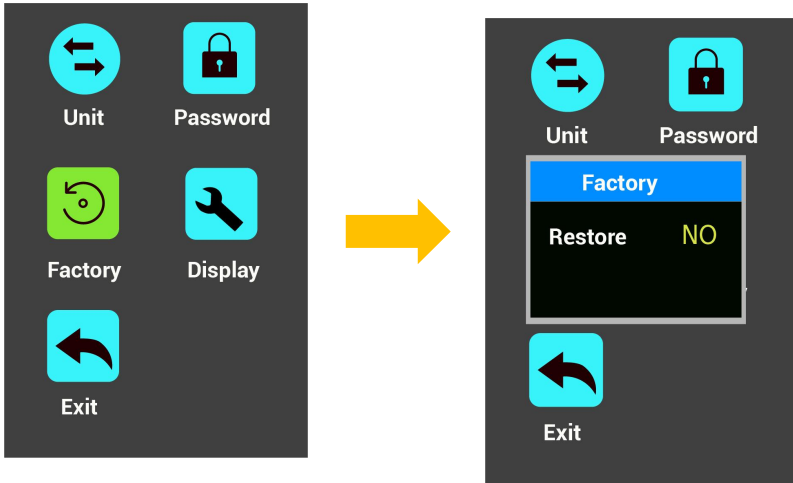 Unit Password
Factory Display
Exit
Unit Password
Factory
Restore NO
Exit